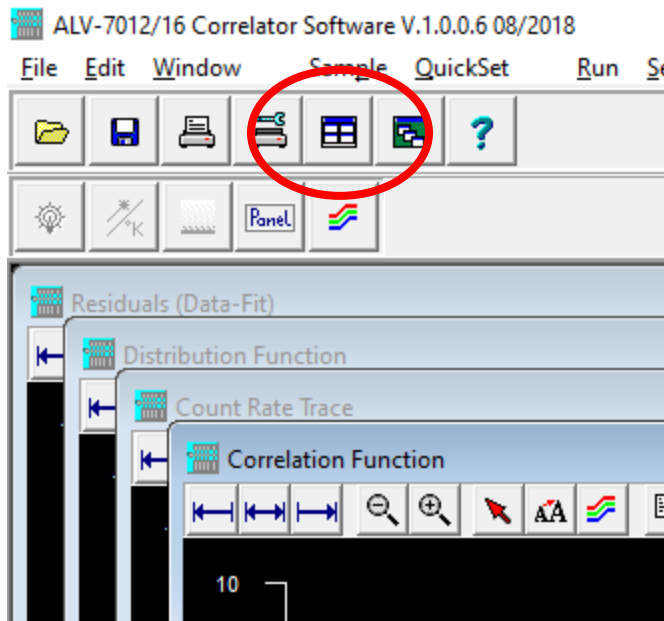 ALV-7012/16 Correlator Software V.1.0.0.6 08/2018
File Edit Window Sample QuickSet Run Se
?
°K Panel
Residuals (Data-Fit)
Distribution Function
Count Rate Trace
Correlation Function
AA
10